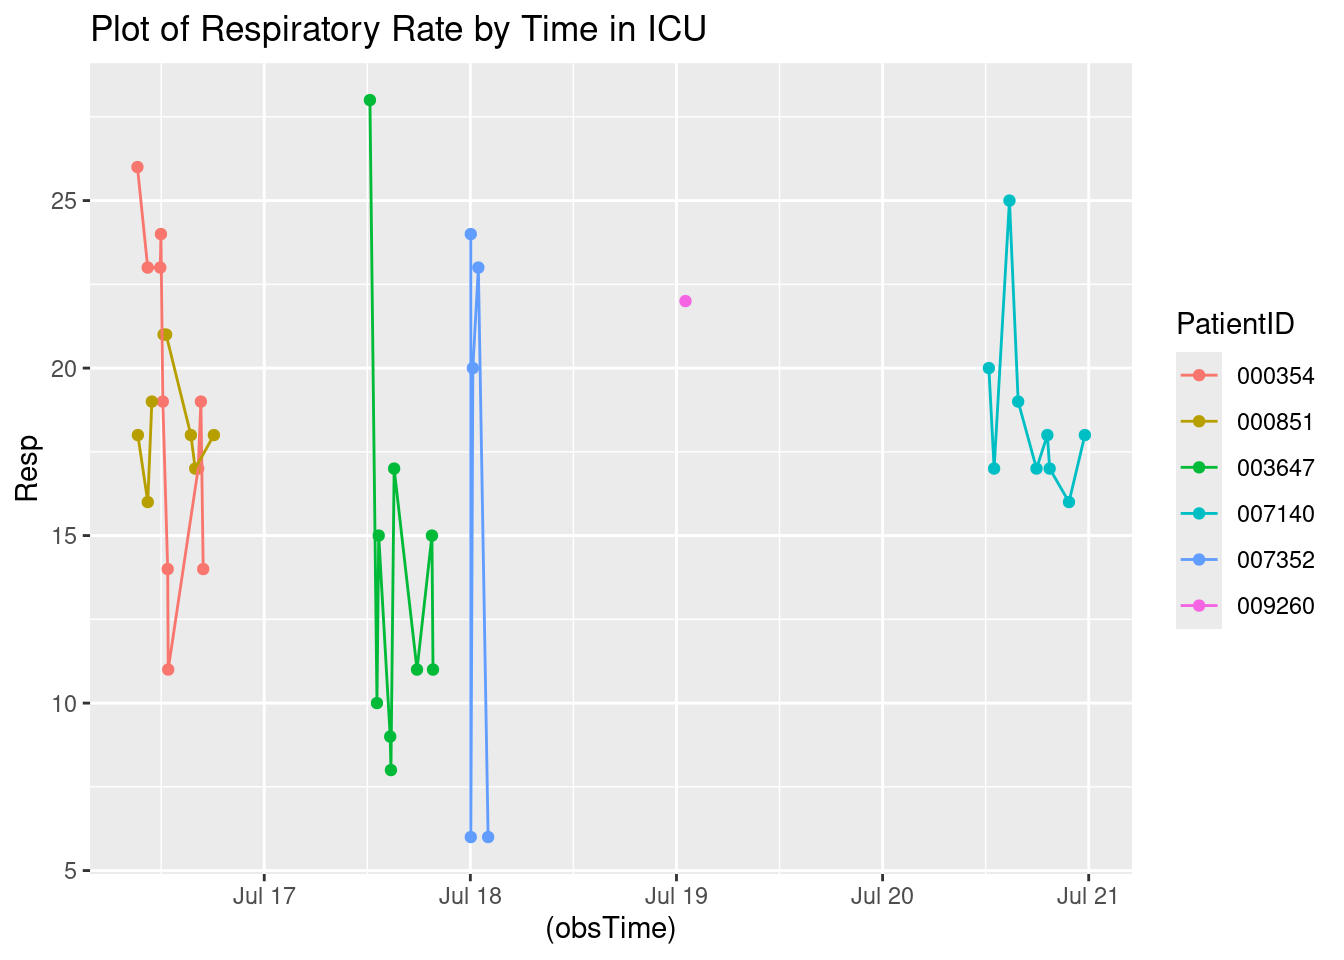 Plot of Respiratory Rate by Time in ICU
Resp
25
20
15
10
5
Jul 17 Jul 18 Jul 19 Jul 20 Jul 21
(obsTime)
PatientID
000354
000851
003647
007140
007352
009260